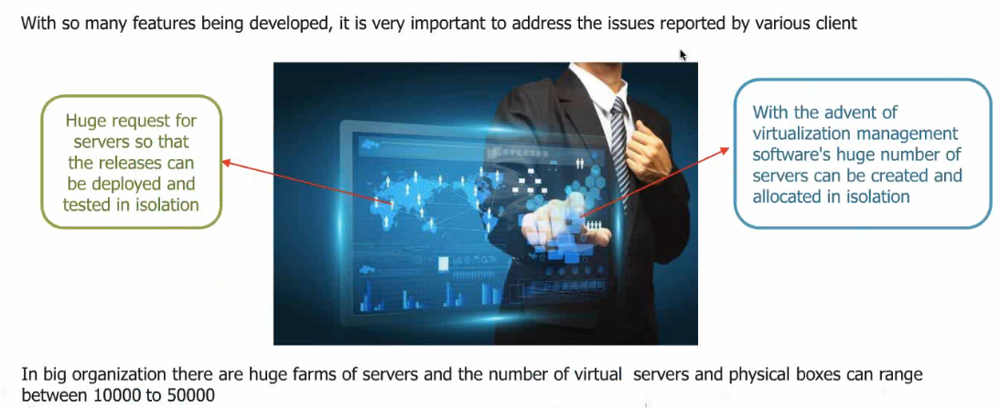 With so many features being developed, it is very important to address the issues reported by various client
Huge request for
servers so that
the releases can
be deployed and
tested in isolation
With the advent of
virtualization management
software's huge number of
servers can be created and
allocated in isolation
In big organization there are huge farms of servers and the number of virtual servers and physical boxes can range
between 10000 to 50000